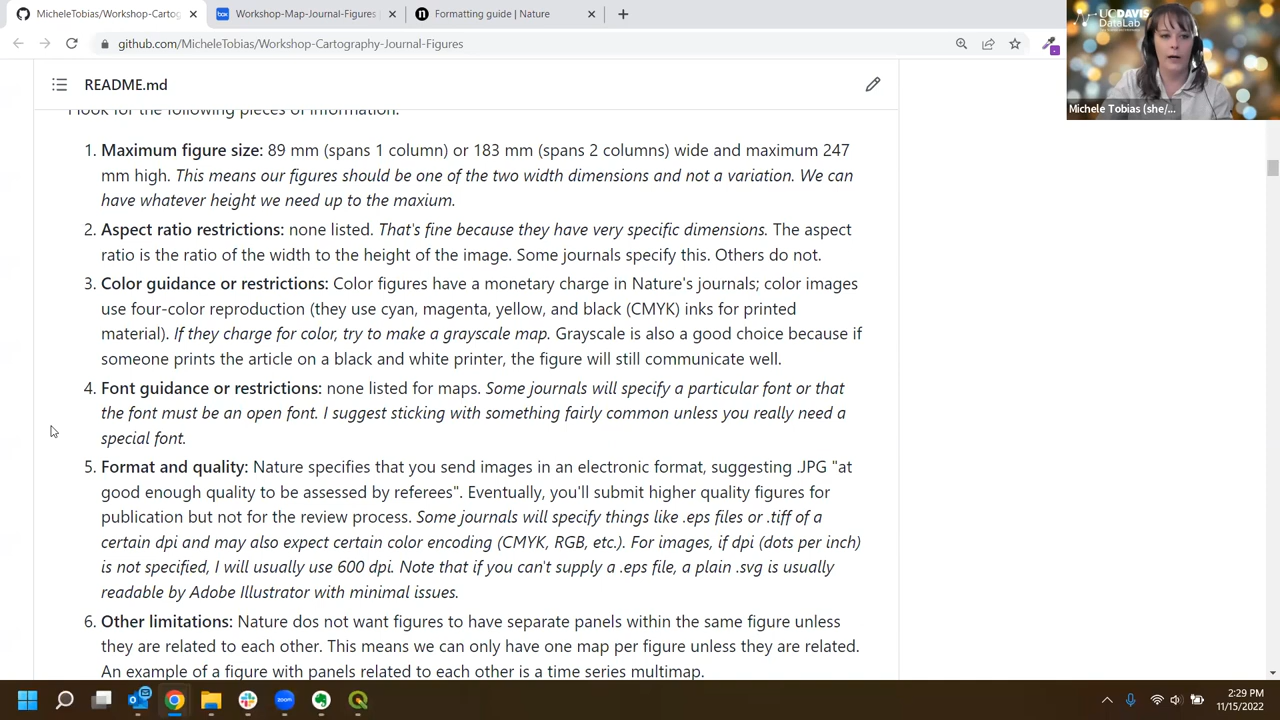 MicheleTobias/Workshop-Cartog
Workshop-Map-Journal-Figures
Formatting guide | Nature
github.com/MicheleTobias/Workshop-Cartography-Journal-Figures
UCDAVIS
DataLab
Michele Tobias (she/...
README.md
I look for the following pieces of information:
1. Maximum figure size: 89 mm (spans 1 column) or 183 mm (spans 2 columns) wide and maximum 247
mm high. This means our figures should be one of the two width dimensions and not a variation. We can
have whatever height we need up to the maxium.
2. Aspect ratio restrictions: none listed. That's fine because they have very specific dimensions. The aspect
ratio is the ratio of the width to the height of the image. Some journals specify this. Others do not.
3. Color guidance or restrictions: Color figures have a monetary charge in Nature's journals; color images
use four-color reproduction (they use cyan, magenta, yellow, and black (CMYK) inks for printed
material). If they charge for color, try to make a grayscale map. Grayscale is also a good choice because if
someone prints the article on a black and white printer, the figure will still communicate well.
4. Font guidance or restrictions: none listed for maps. Some journals will specify a particular font or that
the font must be an open font. I suggest sticking with something fairly common unless you really need a
special font.
5. Format and quality: Nature specifies that you send images in an electronic format, suggesting .JPG "at
good enough quality to be assessed by referees". Eventually, you'll submit higher quality figures for
publication but not for the review process. Some journals will specify things like .eps files or .tiff of a
certain dpi and may also expect certain color encoding (CMYK, RGB, etc.). For images, if dpi (dots per inch)
is not specified, I will usually use 600 dpi. Note that if you can't supply a .eps file, a plain .svg is usually
readable by Adobe Illustrator with minimal issues.
6. Other limitations: Nature dos not want figures to have separate panels within the same figure unless
they are related to each other. This means we can only have one map per figure unless they are related.
An example of a figure with panels related to each other is a time series multimap.
2:29 PM
11/15/2022